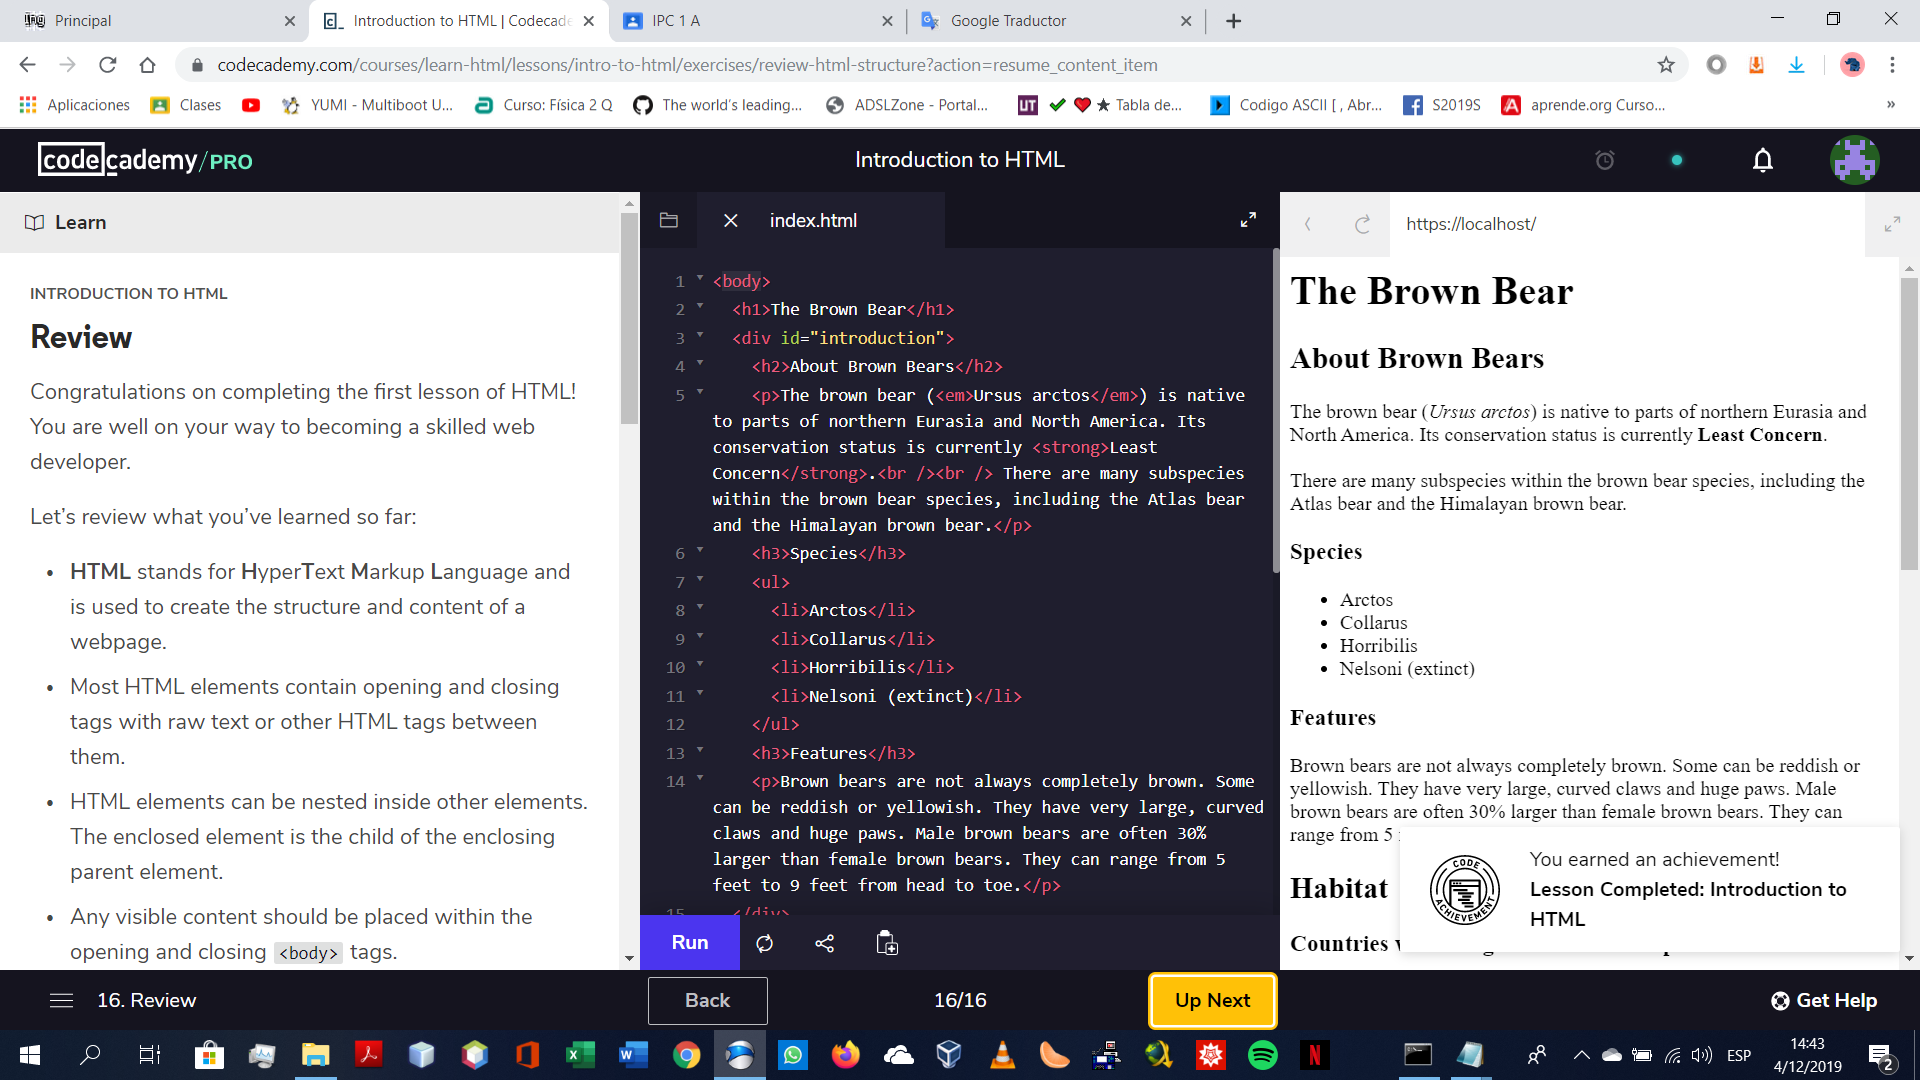 Principal
Introduction to HTML | Codecade
IPC 1 A
Google Traductor
codecademy.com/courses/learn-html/lessons/intro-to-html/exercises/review-html-structure?action=resume_content_item
Aplicaciones
Clases
YUMI - Multiboot U...
Curso: Física 2 Q
The world's leading...
ADSLZone - Portal...
UT
Tabla de...
Codigo ASCII [ , Abr...
S2019S
aprende.org Curso...
»
codecademy/PRO
Introduction to HTML
Learn
INTRODUCTION TO HTML
Review
Congratulations on completing the first lesson of HTML!
You are well on your way to becoming a skilled web
developer.
Let’s review what you’ve learned so far:
• HTML stands for HyperText Markup Language and
is used to create the structure and content of a
webpage.
• Most HTML elements contain opening and closing
tags with raw text or other HTML tags between
them.
• HTML elements can be nested inside other elements.
The enclosed element is the child of the enclosing
parent element.
• Any visible content should be placed within the
opening and closing <body> tags.
index.html
1 <body>
2 <h1>The Brown Bear</h1>
3 <div id="introduction">
4 <h2>About Brown Bears</h2>
5 <p>The brown bear (<em>Ursus arctos</em>) is native
to parts of northern Eurasia and North America. Its
conservation status is currently <strong>Least
Concern</strong>.<br /><br /> There are many subspecies
within the brown bear species, including the Atlas bear
and the Himalayan brown bear.</p>
6 <h3>Species</h3>
7 <ul>
8 <li>Arctos</li>
9 <li>Collarus</li>
10 <li>Horribilis</li>
11 <li>Nelsoni (extinct)</li>
12 </ul>
13 <h3>Features</h3>
14 <p>Brown bears are not always completely brown. Some
can be reddish or yellowish. They have very large, curved
claws and huge paws. Male brown bears are often 30%
larger than female brown bears. They can range from 5
feet to 9 feet from head to toe.</p>
15 </div>
Run
https://localhost/
The Brown Bear
About Brown Bears
The brown bear (Ursus arctos) is native to parts of northern Eurasia and
North America. Its conservation status is currently Least Concern.
There are many subspecies within the brown bear species, including the
Atlas bear and the Himalayan brown bear.
Species
• Arctos
• Collarus
• Horribilis
• Nelsoni (extinct)
Features
Brown bears are not always completely brown. Some can be reddish or
yellowish. They have very large, curved claws and huge paws. Male
brown bears are often 30% larger than female brown bears. They can
range from 5
Habitat
Countries
CODE
ACHIEVEMENT
You earned an achievement!
Lesson Completed: Introduction to
HTML
16. Review
Back
16/16
Up Next
Get Help
ESP
14:43
4/12/2019
2